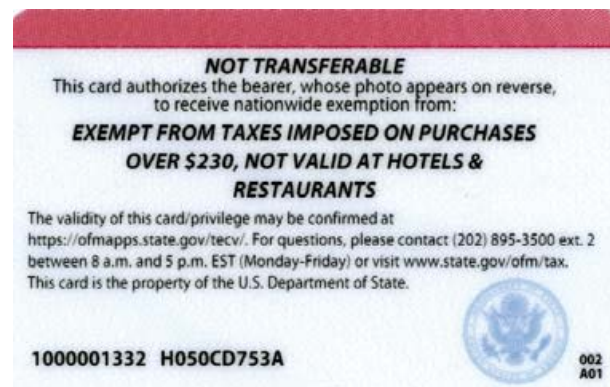 NOT TRANSFERABLE
This card authorizes the bearer, whose photo appears on reverse,
to receive nationwide exemption from:
EXEMPT FROM TAXES IMPOSED ON PURCHASES
OVER $230, NOT VALID AT HOTELS &
RESTAURANTS
The validity of this card/privilege may be confirmed at
https://ofmapps.state.gov/tecv/. For questions, please contact (202) 895-3500 ext. 2
between 8 a.m. and 5 p.m. EST (Monday-Friday) or visit www.state.gov/ofm/tax.
This card is the property of the U.S. Department of State.
1000001332 H050CD753A
002
A01